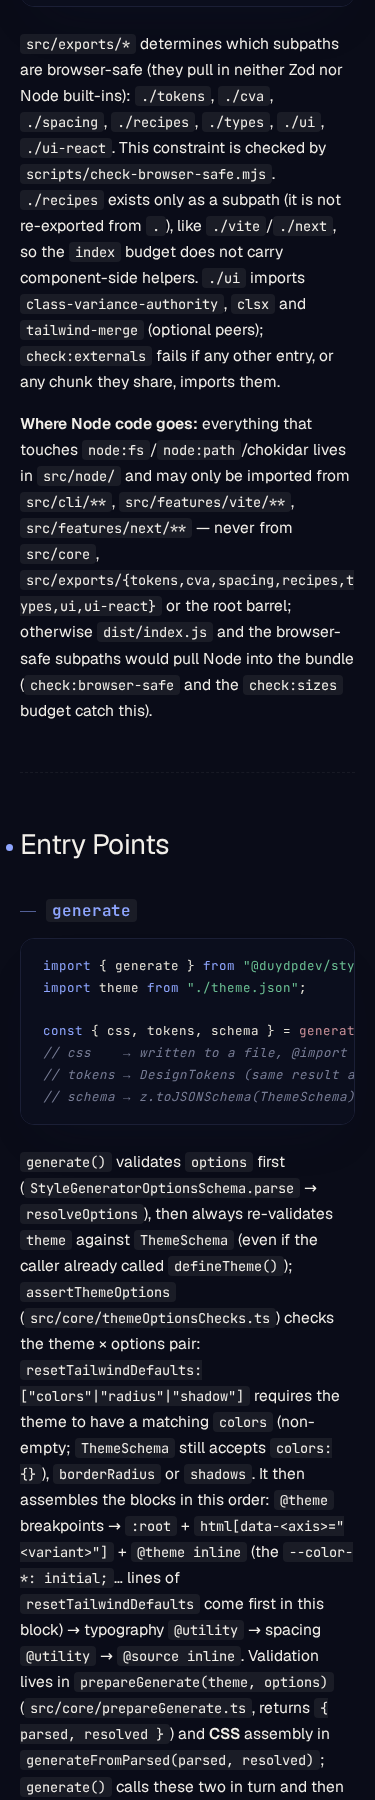 src/exports/* determines which subpaths
are browser-safe (they pull in neither Zod nor
Node built-ins): ./tokens , ./cva ,
./spacing , ./recipes , ./types , ./ui ,
./ui-react . This constraint is checked by
scripts/check-browser-safe.mjs .
./recipes exists only as a subpath (it is not
re-exported from . ), like ./vite / ./next ,
so the index budget does not carry
component-side helpers. ./ui imports
class-variance-authority , clsx and
tailwind-merge (optional peers);
check:externals fails if any other entry, or
any chunk they share, imports them.
Where Node code goes: everything that
touches node:fs / node:path /chokidar lives
in src/node/ and may only be imported from
src/cli/** , src/features/vite/** ,
src/features/next/** — never from
src/core ,
src/exports/{tokens,cva,spacing,recipes,t
ypes,ui,ui-react} or the root barrel;
otherwise dist/index.js and the browser-
safe subpaths would pull Node into the bundle
( check:browser-safe and the check:sizes
budget catch this).
Entry Points
— generate
import { generate } from "@duydpdev/sty
import theme from "./theme.json";
const { css, tokens, schema } = generat
// css → written to a file, @import
// tokens → DesignTokens (same result a
// schema → z.toJSONSchema(ThemeSchema)
generate() validates options first
( StyleGeneratorOptionsSchema.parse →
resolveOptions ), then always re-validates
theme against ThemeSchema (even if the
caller already called defineTheme() );
assertThemeOptions
( src/core/themeOptionsChecks.ts ) checks
the theme × options pair:
resetTailwindDefaults:
["colors"|"radius"|"shadow"] requires the
theme to have a matching colors (non-
empty; ThemeSchema still accepts colors:
{} ), borderRadius or shadows . It then
assembles the blocks in this order: @theme
breakpoints → :root + html[data-<axis>="
<variant>"] + @theme inline (the --color-
*: initial; … lines of
resetTailwindDefaults come first in this
block) → typography @utility → spacing
@utility → @source inline . Validation
lives in prepareGenerate(theme, options)
( src/core/prepareGenerate.ts , returns {
parsed, resolved } ) and CSS assembly in
generateFromParsed(parsed, resolved) ;
generate() calls these two in turn and then